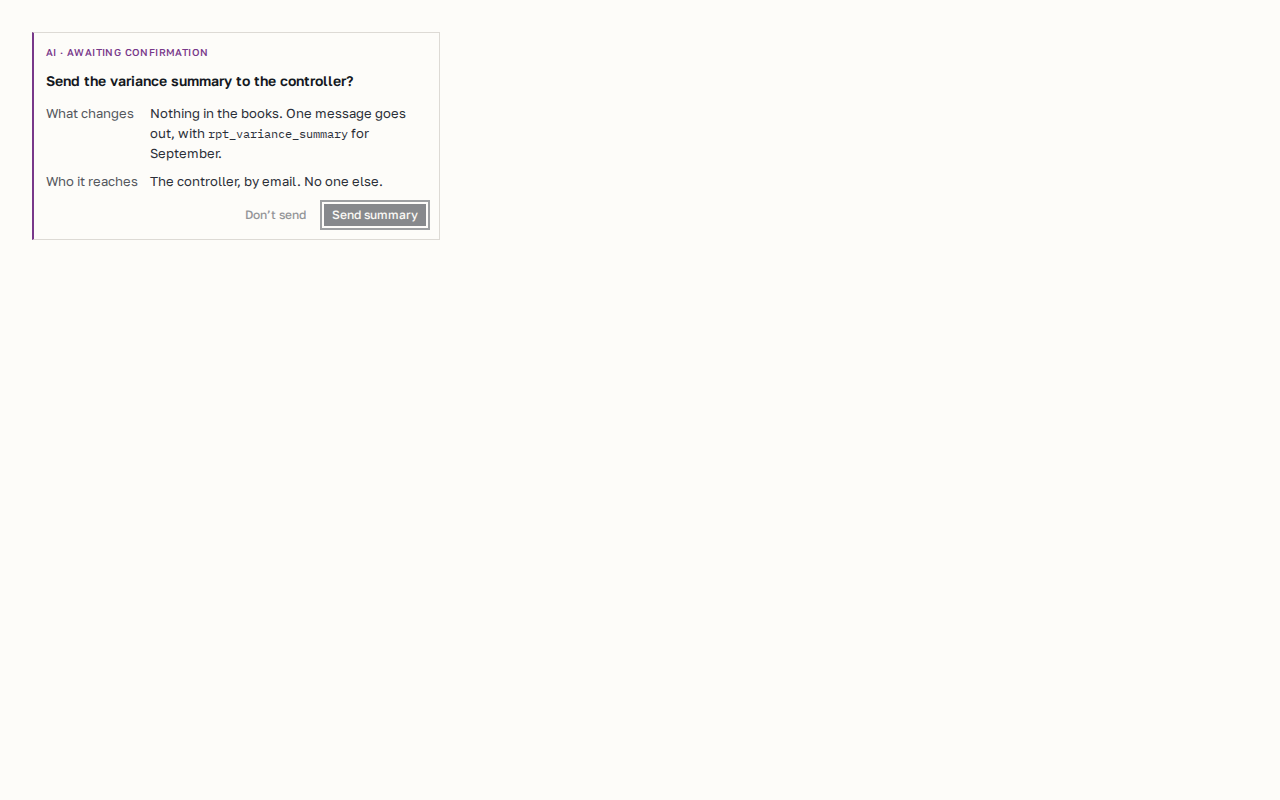 AI · AWAITING CONFIRMATION
Send the variance summary to the controller?
What changes Nothing in the books. One message goes
out, with rpt_variance_summary for
September.
Who it reaches The controller, by email. No one else.
Don’t send Send summary